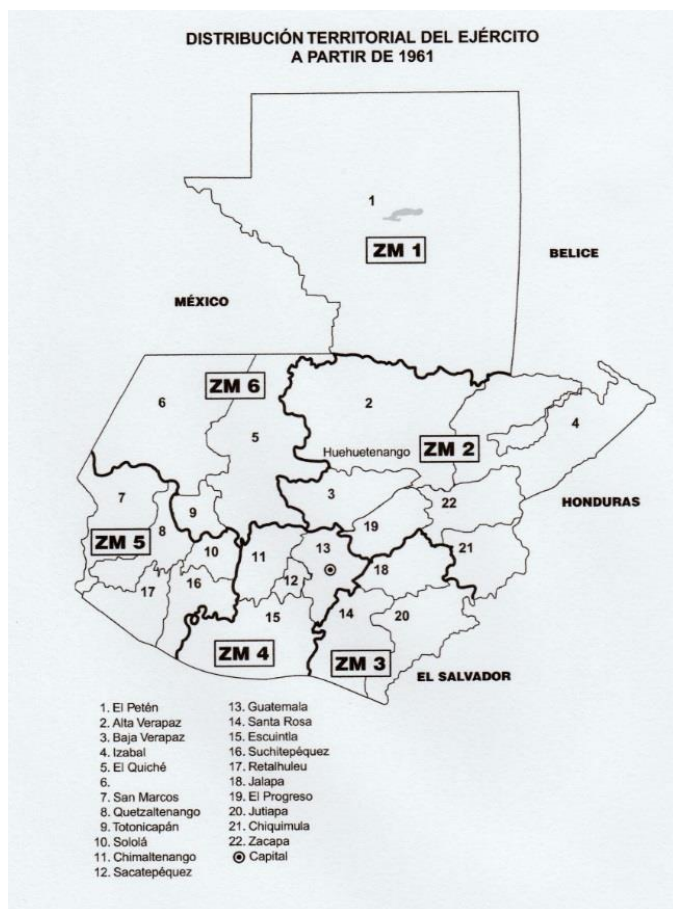 DISTRIBUCIÓN TERRITORIAL DEL EJÉRCITO
A PARTIR DE 1961
1
ZM 1
BELICE
MÉXICO
ZM 6
6
2
4
5
Huehuetenango
ZM 2
7
3
22
HONDURAS
9
8
19
ZM 5
13
10
11
21
18
12
17
16
14
20
15
ZM 4
ZM 3
EL SALVADOR
1. El Petén
2. Alta Verapaz
3. Baja Verapaz
4. Izabal
5. El Quiché
6.
7. San Marcos
8. Quetzaltenango
9. Totonicapán
10. Sololá
11. Chimaltenango
12. Sacatepéquez
13. Guatemala
14. Santa Rosa
15. Escuintla
16. Suchitepéquez
17. Retalhuleu
18. Jalapa
19. El Progreso
20. Jutiapa
21. Chiquimula
22. Zacapa
Capital